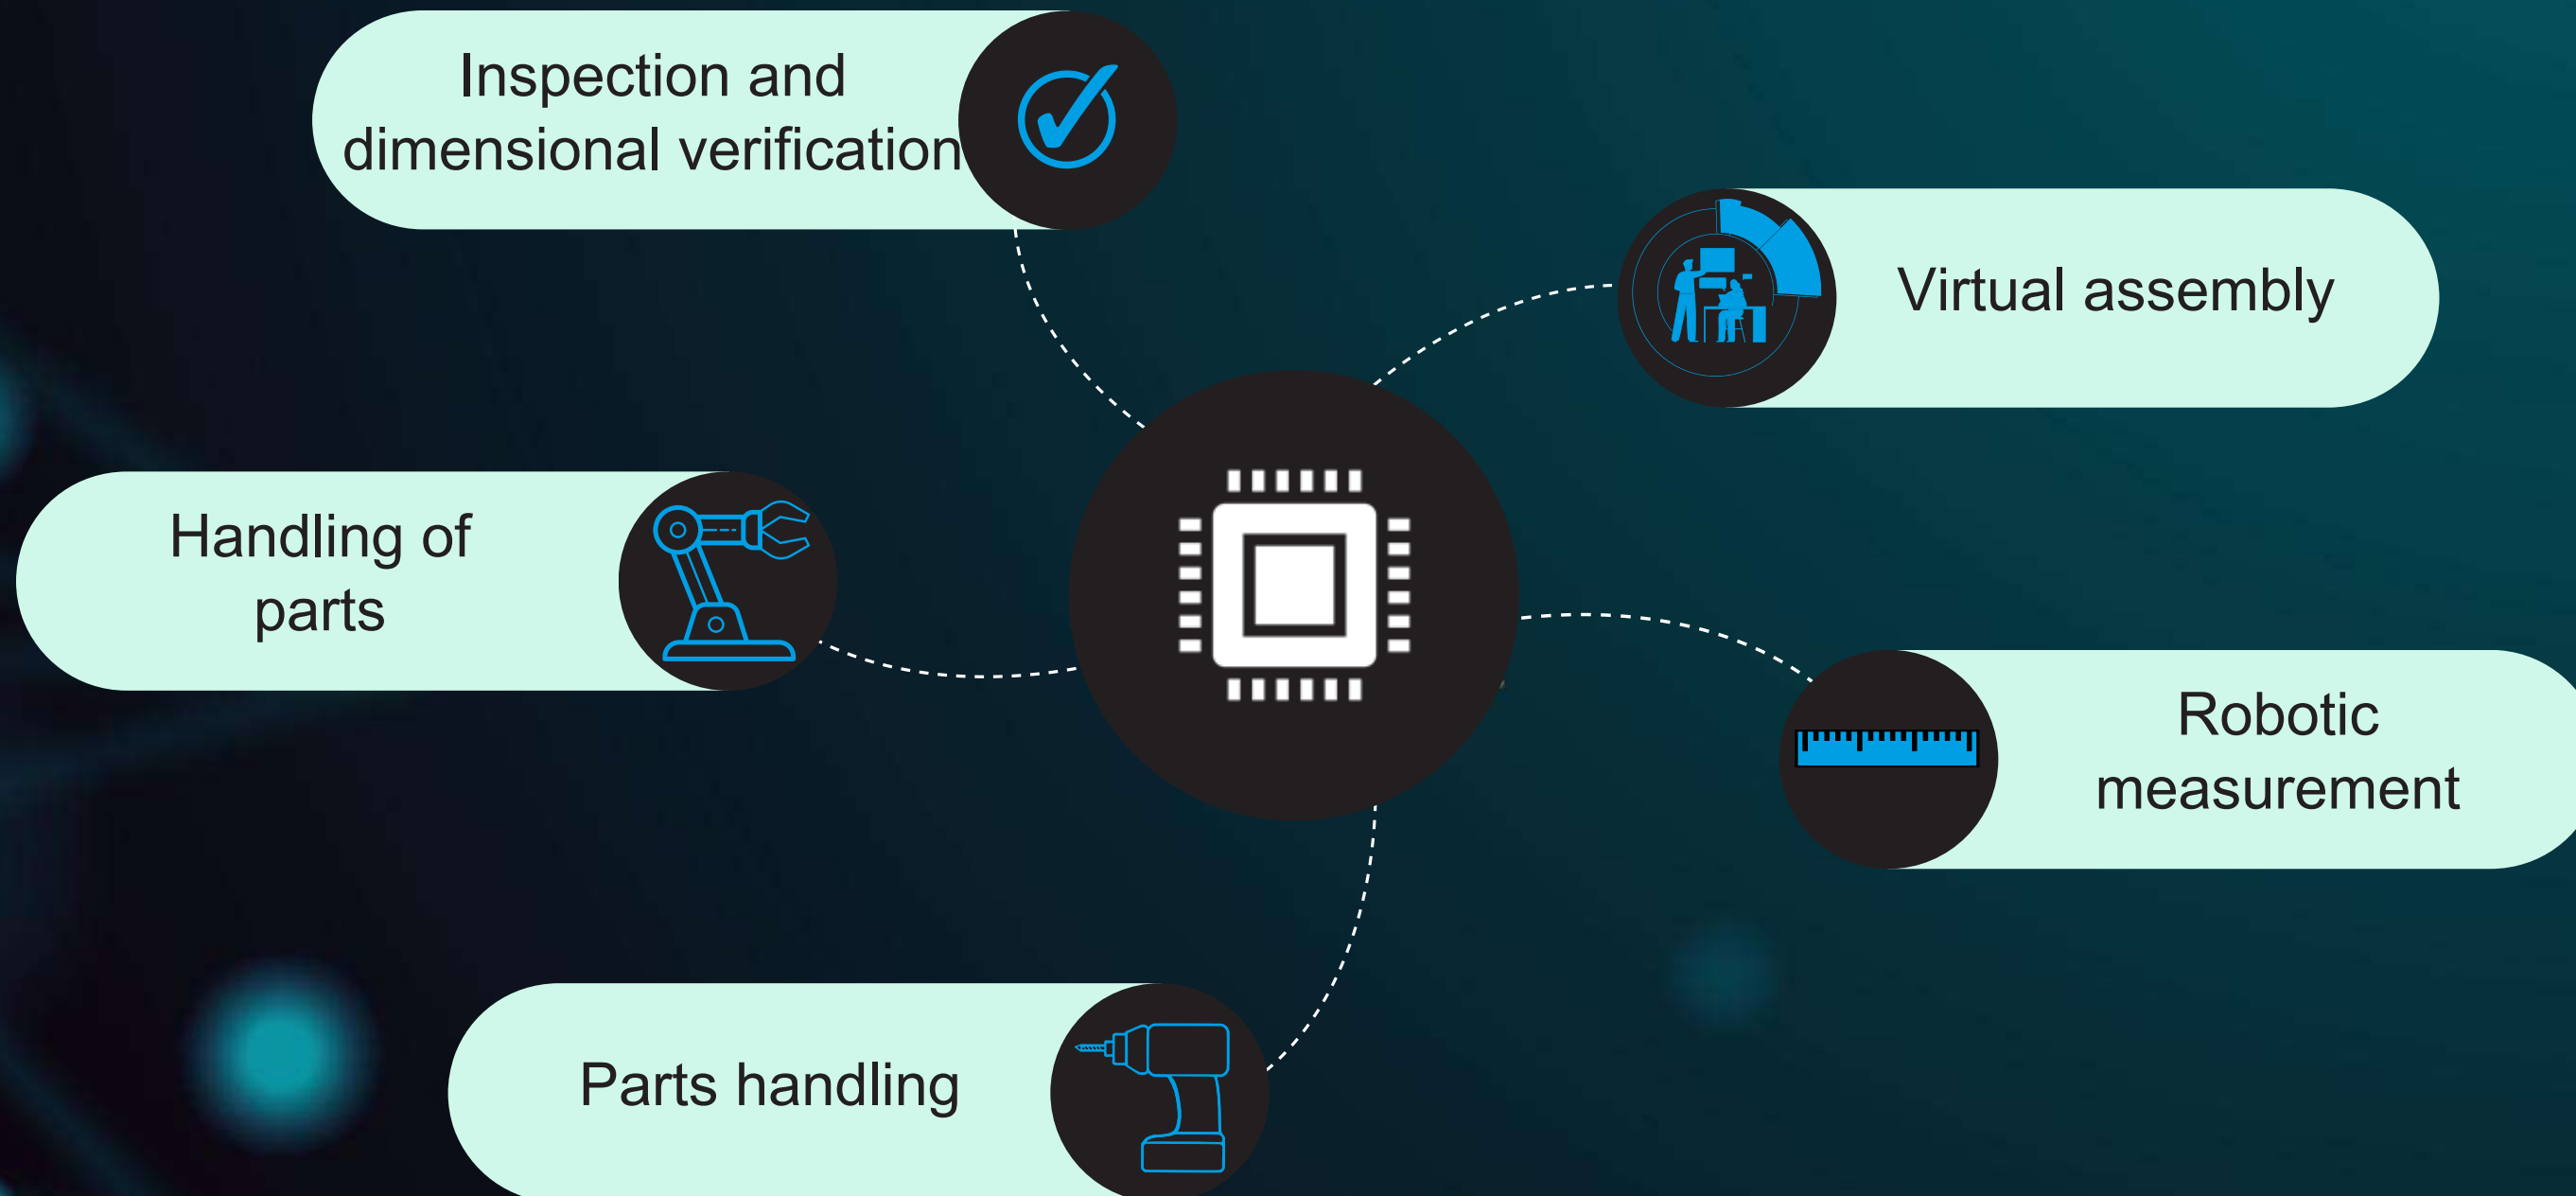 Inspection and
dimensional verification
Virtual assembly
Handling of
parts
Robotic
measurement
Parts handling